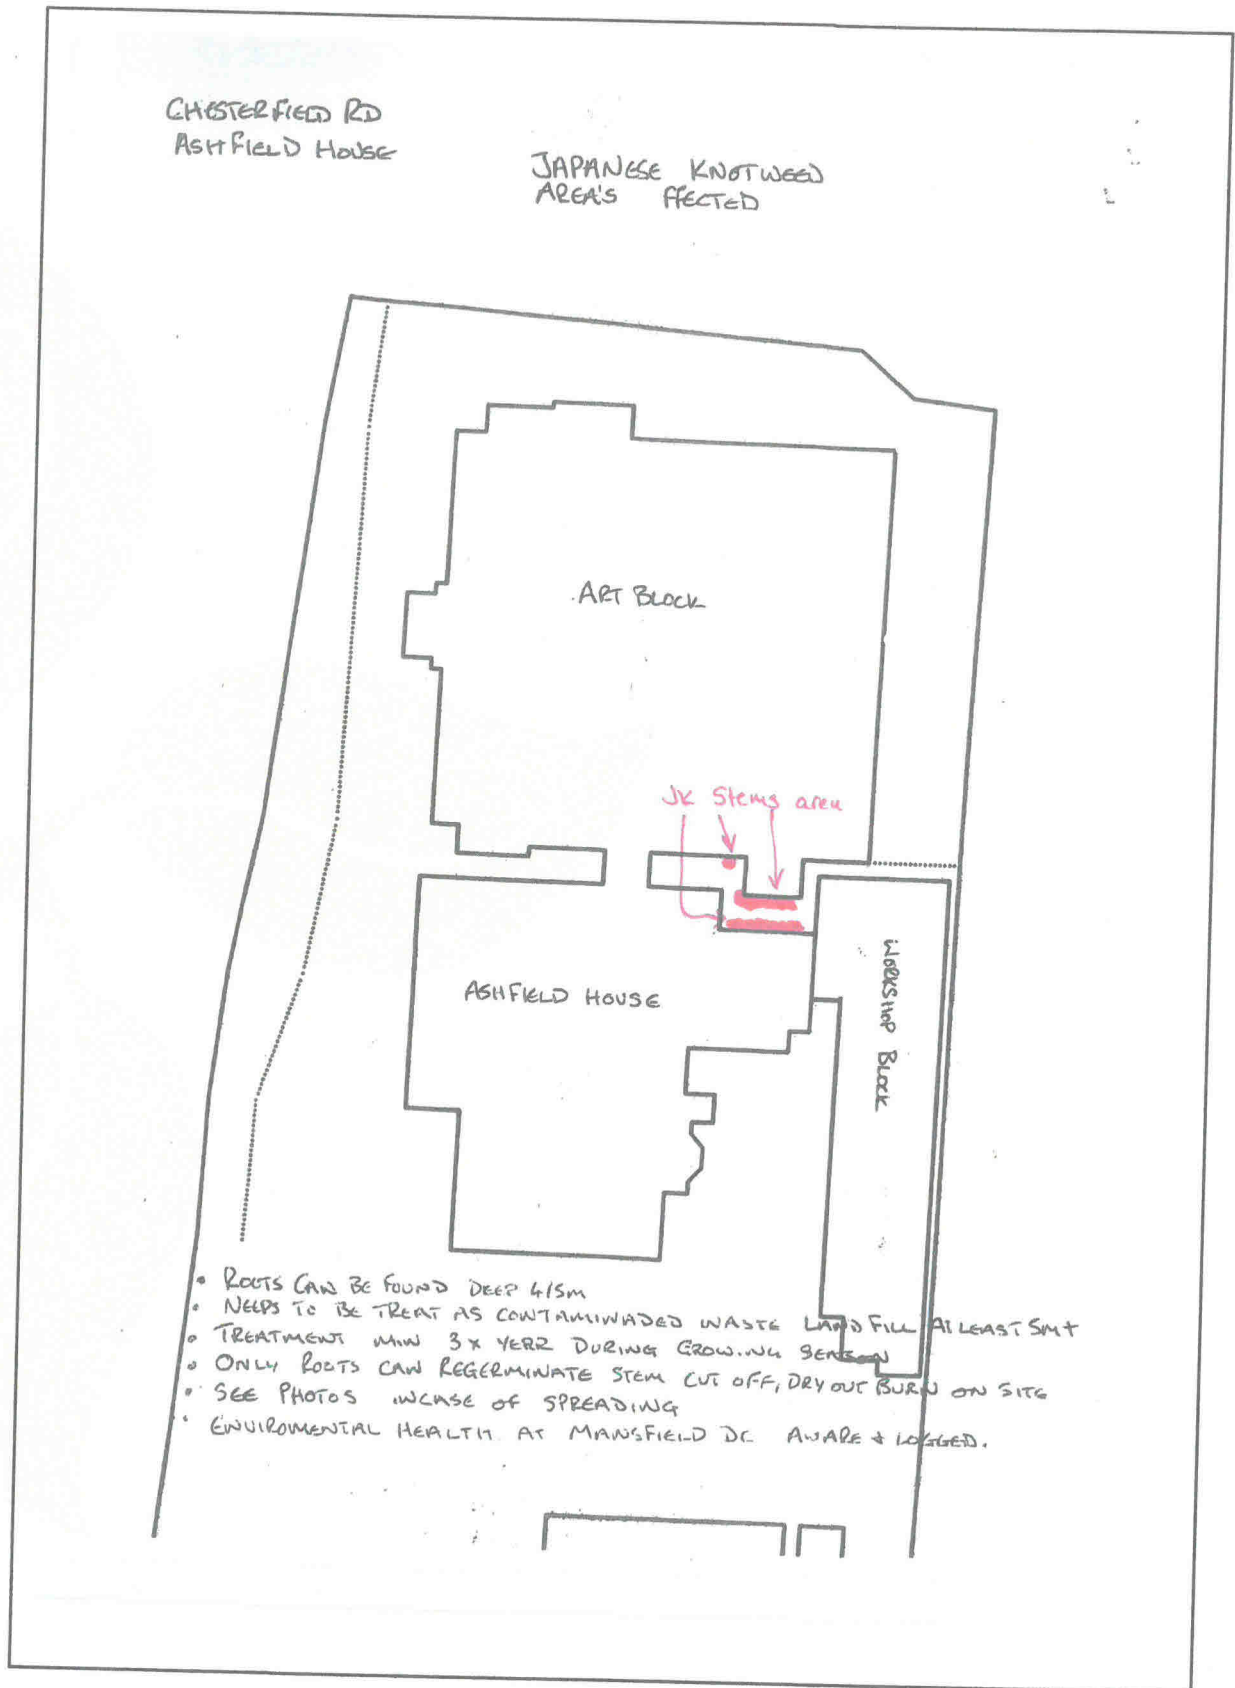 CHESTERFIELD RD
ASHFIELD HOUSE
JAPANESE KNOTWEED
AREA'S FFECTED
ART BLOCK
JK Stems area
ASHFIELD HOUSE
WORKSHOP BLOCK
• ROOTS CAN BE FOUND DEEP 4/5M
• NEEDS TO BE TREAT AS CONTAMINADED WASTE LAND FILL AT LEAST 5M+
• TREATMENT MIN 3X YERR DURING GROWING SEASON
• ONLY ROOTS CAN REGERMINATE STEM CUT OFF, DRY OUT BURN ON SITE
• SEE PHOTOS INCASE OF SPREADING
• ENVIROMENTAL HEALTH AT MANSFIELD DC AWARE & LOGGED.